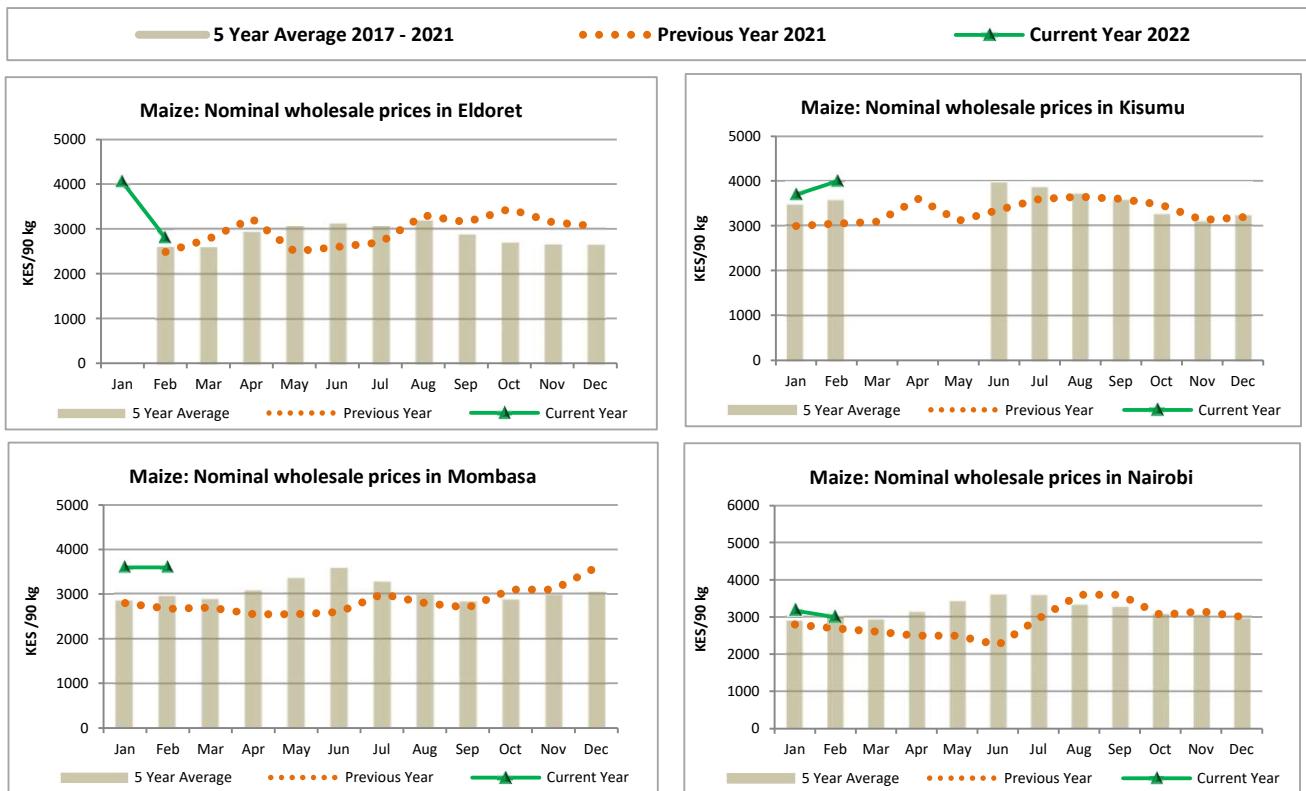 5 Year Average 2017 - 2021 Previous Year 2021 Current Year 2022
Maize: Nominal wholesale prices in Eldoret
KES/90 kg
5000
4000
3000
2000
1000
0
Jan Feb Mar Apr May Jun Jul Aug Sep Oct Nov Dec
5 Year Average Previous Year Current Year
Maize: Nominal wholesale prices in Kisumu
KES/90 kg
5000
4000
3000
2000
1000
0
Jan Feb Mar Apr May Jun Jul Aug Sep Oct Nov Dec
5 Year Average Previous Year Current Year
Maize: Nominal wholesale prices in Mombasa
KES /90 kg
5000
4000
3000
2000
1000
0
Jan Feb Mar Apr May Jun Jul Aug Sep Oct Nov Dec
5 Year Average Previous Year Current Year
Maize: Nominal wholesale prices in Nairobi
KES/90 kg
6000
5000
4000
3000
2000
1000
0
Jan Feb Mar Apr May Jun Jul Aug Sep Oct Nov Dec
5 Year Average Previous Year Current Year